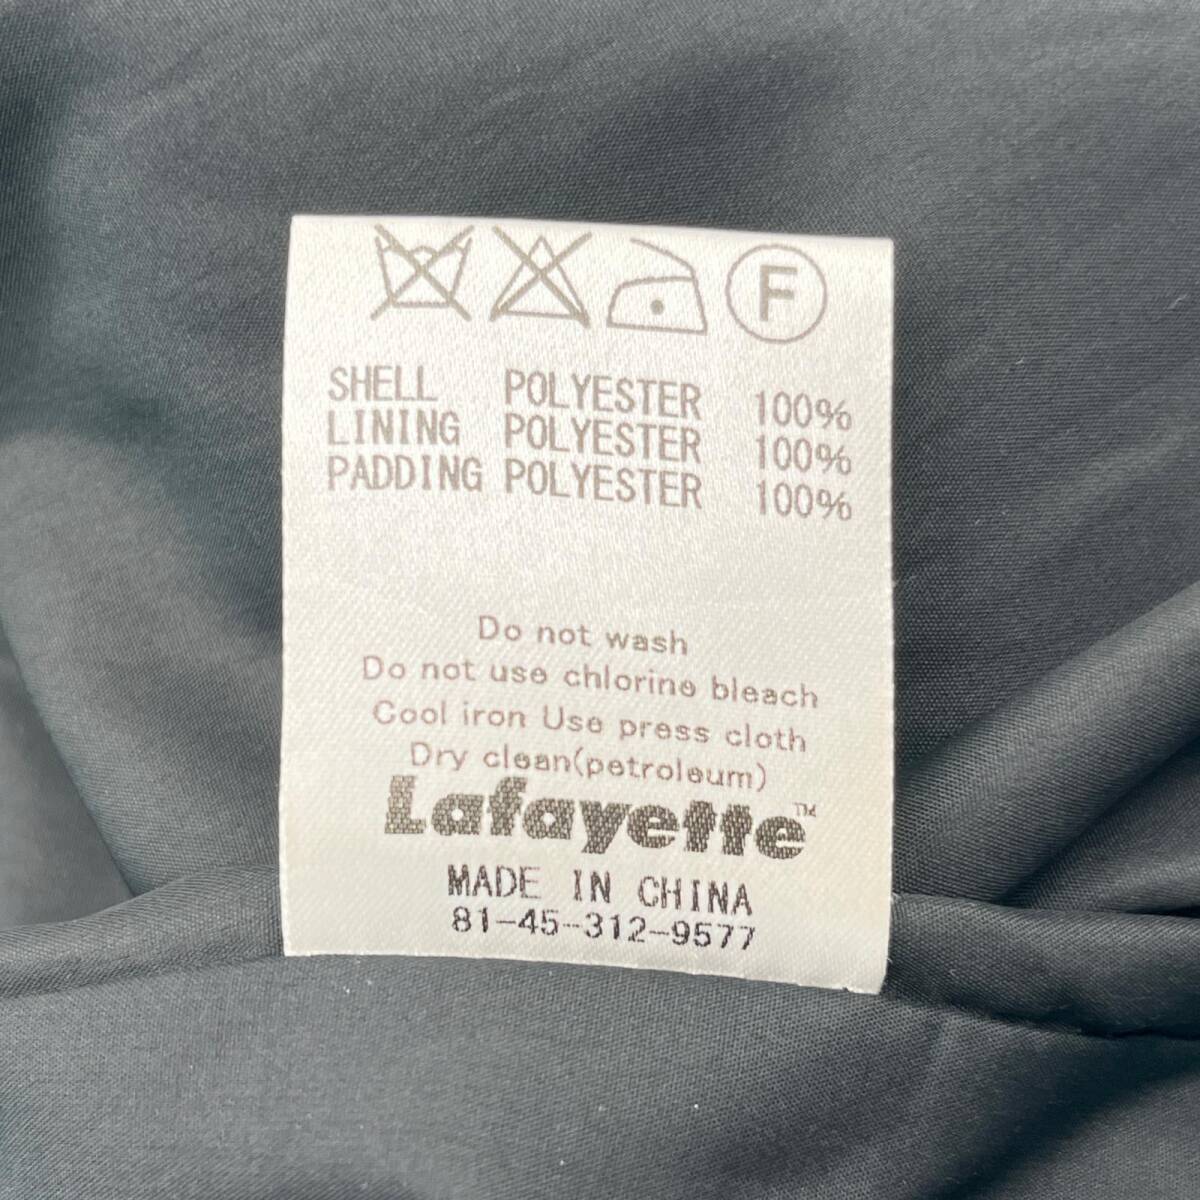 F
SHELL POLYESTER 100%
LINING POLYESTER 100%
PADDING POLYESTER 100%
Do not wash
Do not use chlorine bleach
Cool iron Use press cloth
Dry clean(petroleum)
Lafayette™
MADE IN CHINA
81-45-312-9577